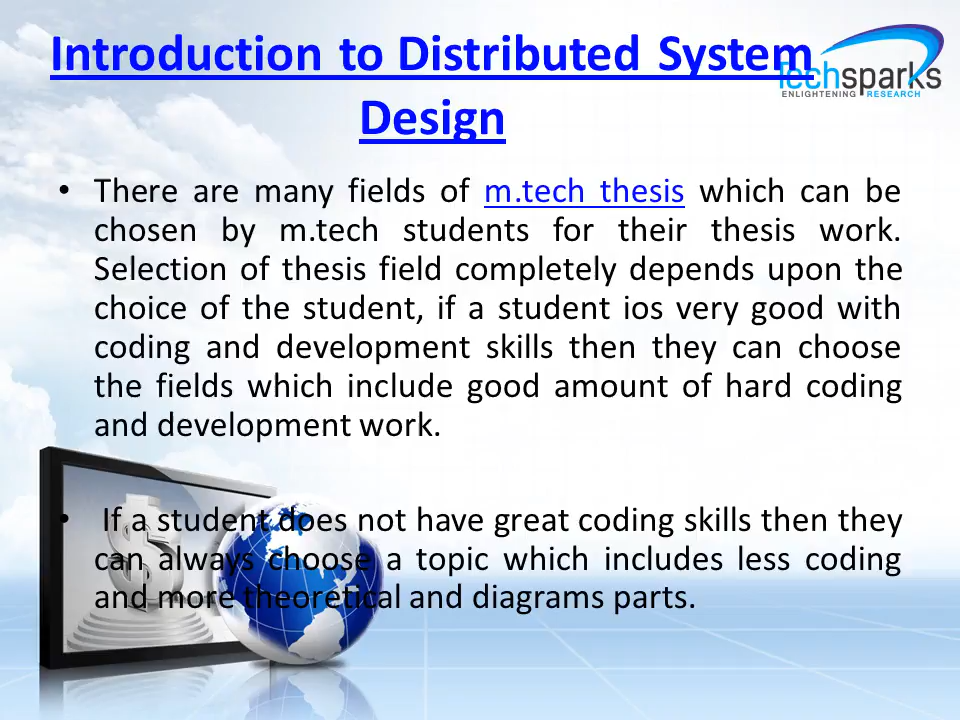 Introduction to Distributed System
Design
Techsparks
ENLIGHTENING RESEARCH
• There are many fields of m.tech thesis which can be
chosen by m.tech students for their thesis work.
Selection of thesis field completely depends upon the
choice of the student, if a student ios very good with
coding and development skills then they can choose
the fields which include good amount of hard coding
and development work.
• If a student does not have great coding skills then they
can always choose a topic which includes less coding
and more theoretical and diagrams parts.